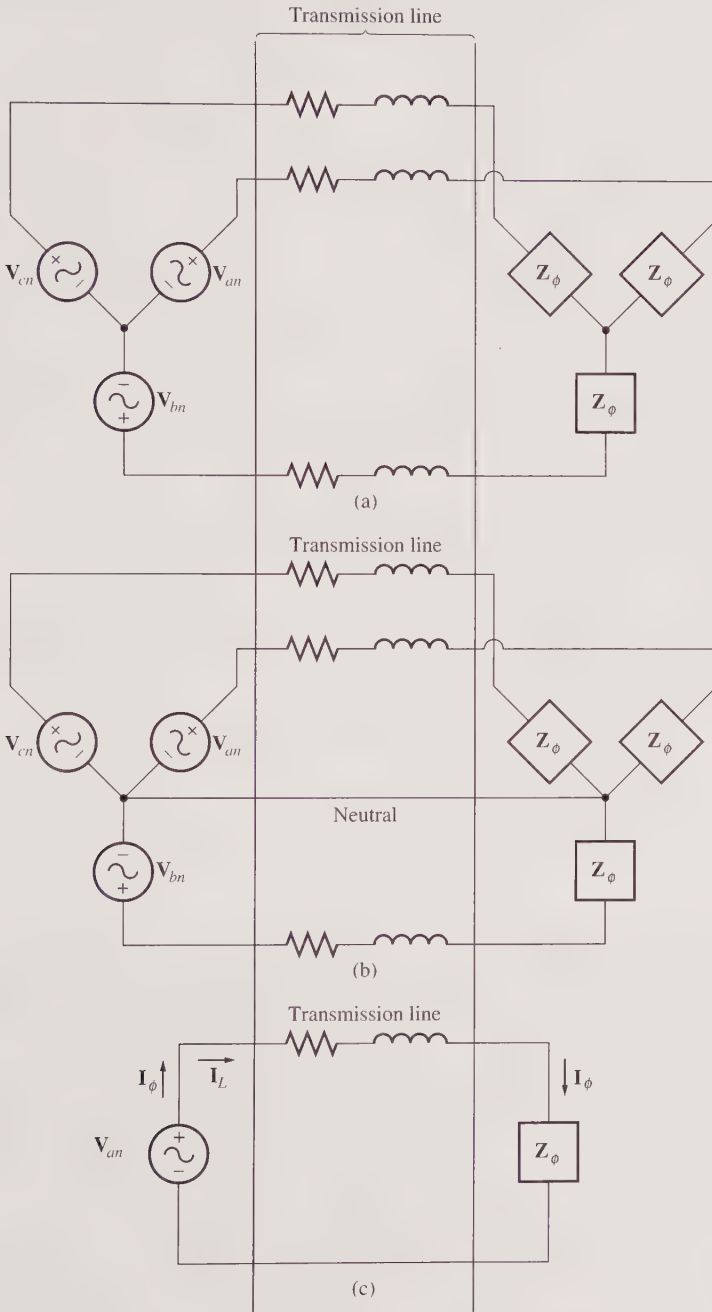 Transmission line
V_cn
V_an
Z_ϕ
Z_ϕ
V_bn
Z_ϕ
(a)
Transmission line
V_cn
V_an
Z_ϕ
Z_ϕ
Neutral
V_bn
Z_ϕ
(b)
Transmission line
I_ϕ
I_L
I_ϕ
V_an
Z_ϕ
(c)